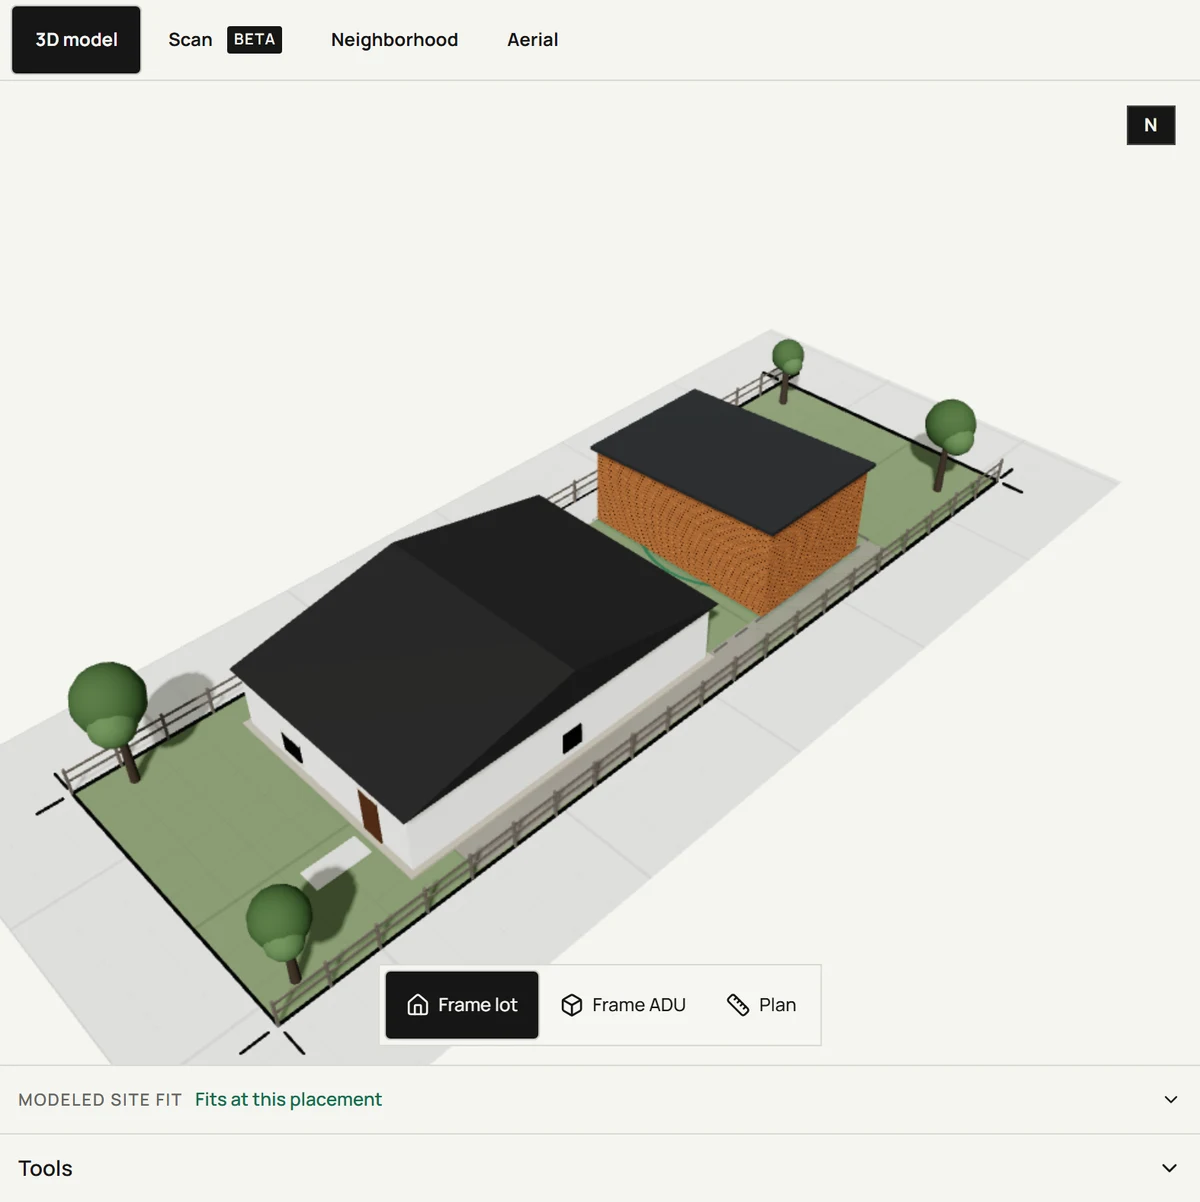 3D model
Scan BETA
Neighborhood
Aerial
N
Frame lot
Frame ADU
Plan
MODELED SITE FIT Fits at this placement
Tools